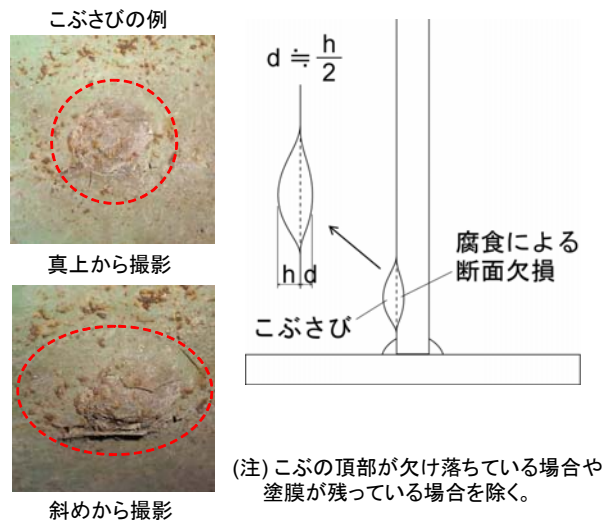 こぶさびの例
真上から撮影
斜めから撮影
d ≒ h/2
h d
こぶさび
腐食による
断面欠損
(注) こぶの頂部が欠け落ちている場合や
塗膜が残っている場合を除く。